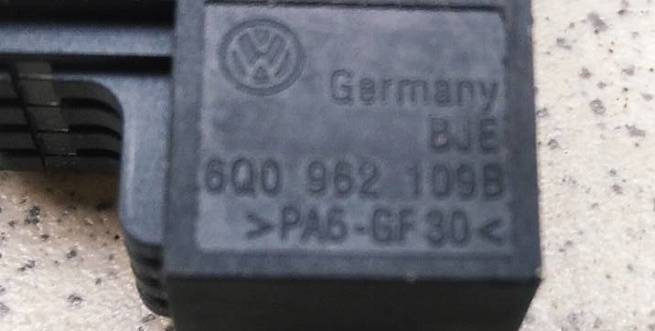 Germany
BJE
6Q0 962 109B
>PA6-GF30<